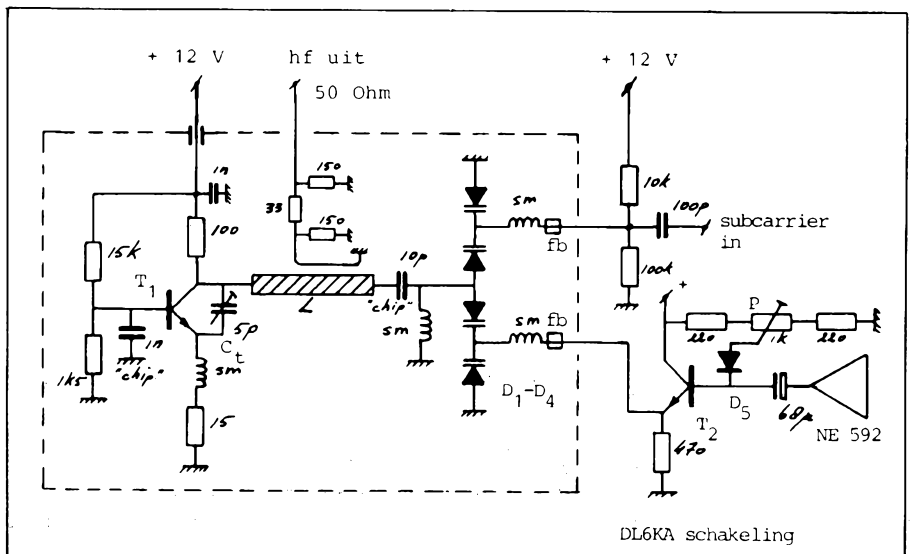 + 12 V
hf uit
50 Ohm
+ 12 V
1n
150
33
150
100
15k
T1
1n
"chip"
1k5
5p
Ct
sm
15
L
10p
"chip"
sm
sm
fb
10k
100p
subcarrier
in
100k
sm
fb
D1-D4
+
P
220
1k
220
D5
T2
68µ
NE 592
470
DL6KA schakeling